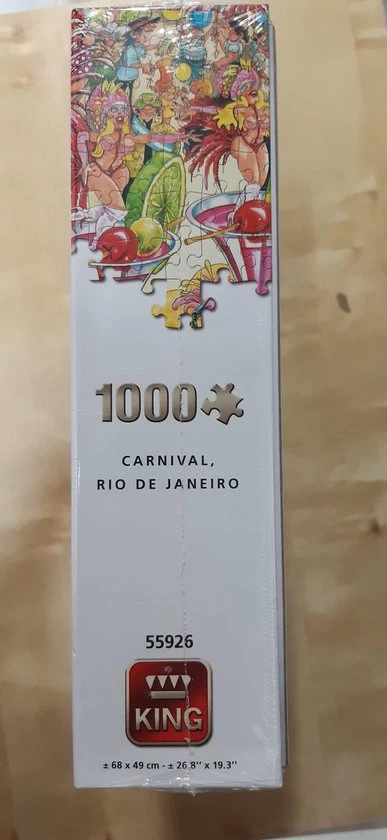 1000
CARNIVAL,
RIO DE JANEIRO
55926
KING
± 68 x 49 cm - ± 26.8'' x 19.3''